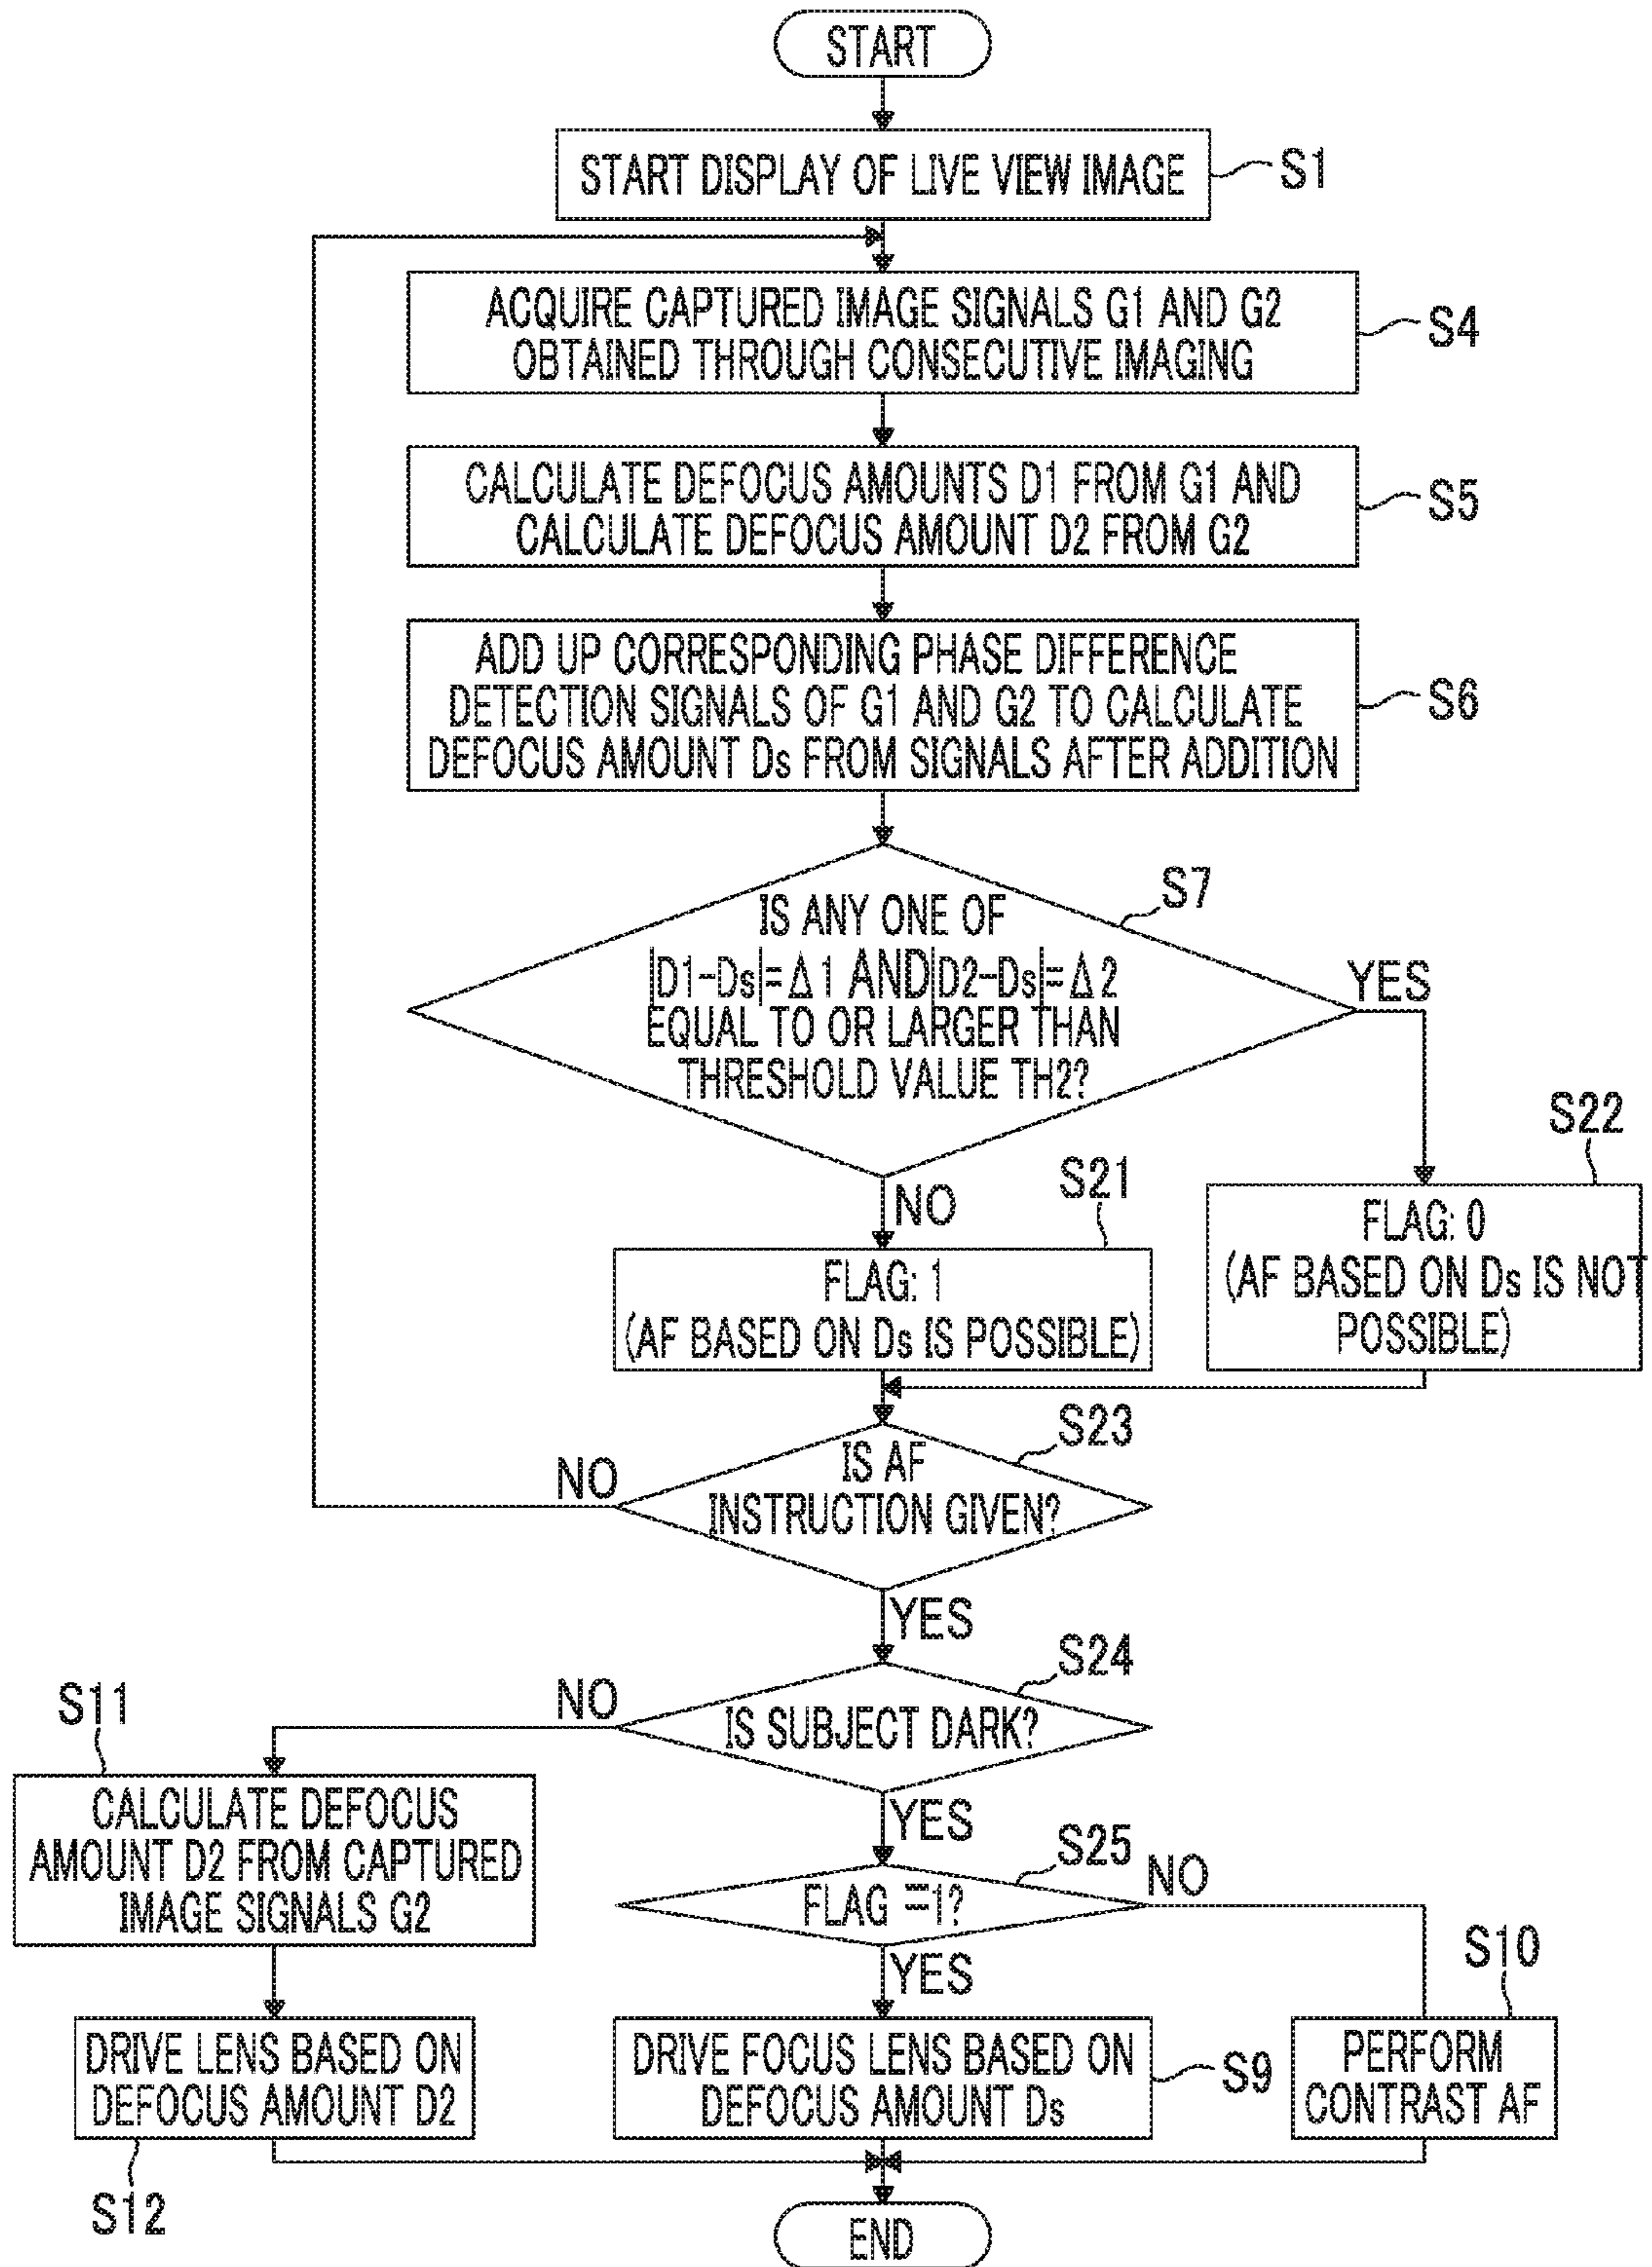 START
START DISPLAY OF LIVE VIEW IMAGE
S1
ACQUIRE CAPTURED IMAGE SIGNALS G1 AND G2
OBTAINED THROUGH CONSECUTIVE IMAGING
S4
CALCULATE DEFOCUS AMOUNTS D1 FROM G1 AND
CALCULATE DEFOCUS AMOUNT D2 FROM G2
S5
ADD UP CORRESPONDING PHASE DIFFERENCE
DETECTION SIGNALS OF G1 AND G2 TO CALCULATE
DEFOCUS AMOUNT Ds FROM SIGNALS AFTER ADDITION
S6
S7
IS ANY ONE OF
|D1-Ds|=Δ1 AND|D2-Ds|=Δ2
EQUAL TO OR LARGER THAN
THRESHOLD VALUE TH2?
YES
NO
S21
FLAG: 1
(AF BASED ON Ds IS POSSIBLE)
S22
FLAG: 0
(AF BASED ON Ds IS NOT
POSSIBLE)
S23
IS AF
INSTRUCTION GIVEN?
NO
YES
S24
IS SUBJECT DARK?
NO
YES
S11
CALCULATE DEFOCUS
AMOUNT D2 FROM CAPTURED
IMAGE SIGNALS G2
S25
FLAG =1?
NO
YES
S10
DRIVE LENS BASED ON
DEFOCUS AMOUNT D2
S12
DRIVE FOCUS LENS BASED ON
DEFOCUS AMOUNT Ds
S9
PERFORM
CONTRAST AF
END